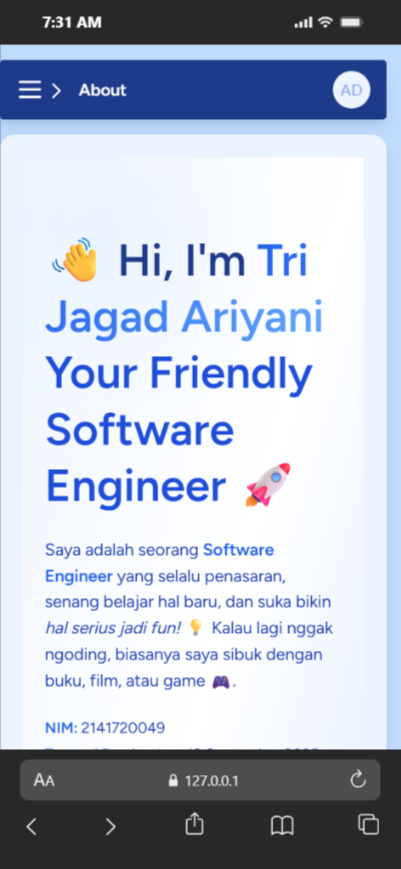 7:31 AM
About
AD
👋 Hi, I'm Tri
Jagad Ariyani
Your Friendly
Software
Engineer 🚀
Saya adalah seorang Software
Engineer yang selalu penasaran,
senang belajar hal baru, dan suka bikin
hal serius jadi fun! 💡 Kalau lagi nggak
ngoding, biasanya saya sibuk dengan
buku, film, atau game 🎮.
NIM: 2141720049
AA
127.0.0.1